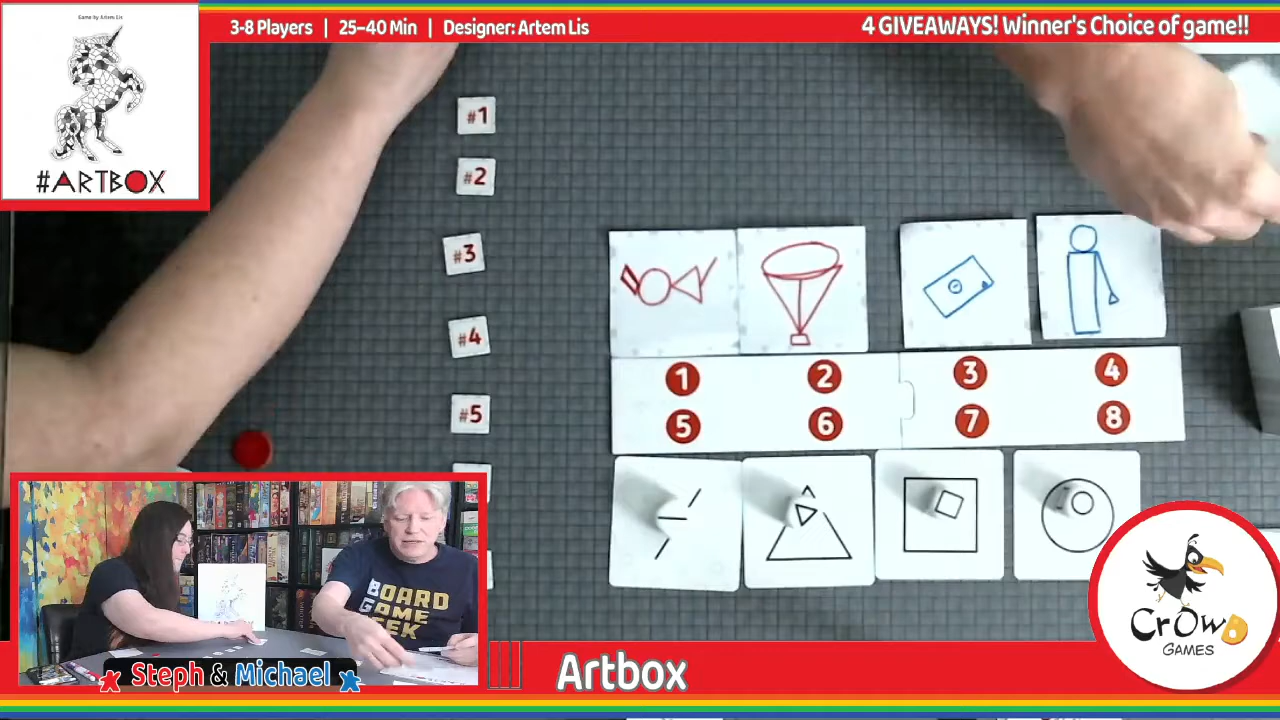 Game by Artem Lis
#ARTBOX
3-8 Players | 25-40 Min | Designer: Artem Lis
4 GIVEAWAYS! Winner's Choice of game!!
#1
#2
#3
#4
#5
1 2 3 4
5 6 7 8
BOARD
GAME
GEEK
Steph & Michael
Artbox
CrOwD
GAMES